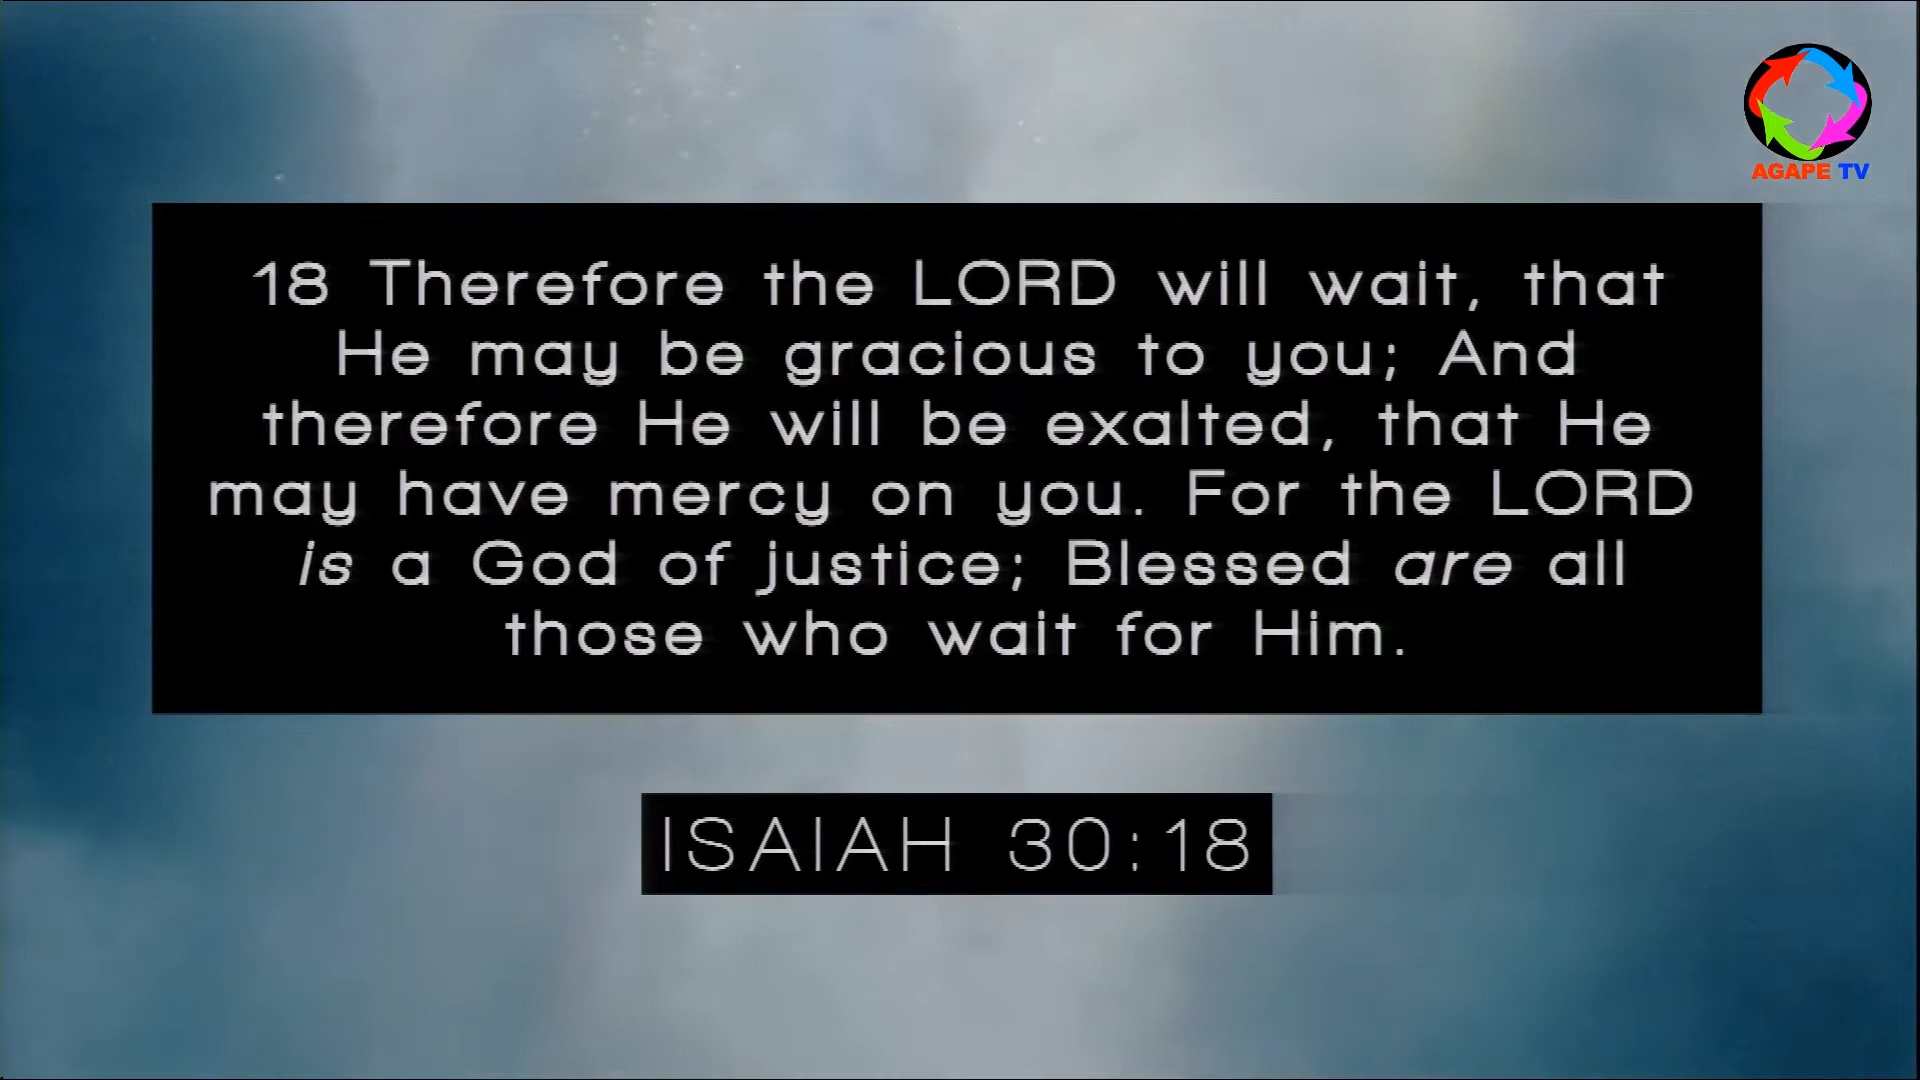 AGAPE TV
18 Therefore the LORD will wait, that
He may be gracious to you; And
therefore He will be exalted, that He
may have mercy on you. For the LORD
is a God of justice; Blessed are all
those who wait for Him.
ISAIAH 30:18